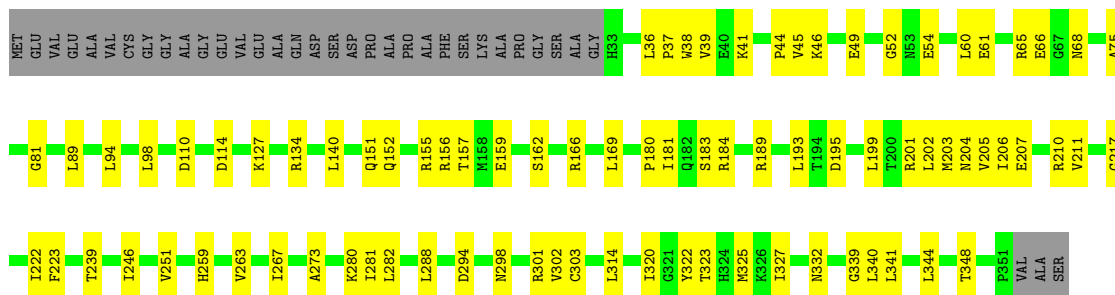 MET GLU VAL GLU ALA VAL CYS GLY GLY ALA GLY GLU VAL GLU ALA GLN ASP SER ASP PRO ALA PRO ALA PHE SER LYS ALA PRO GLY SER ALA GLY H33 L36 P37 W38 V39 E40 K41 P44 V45 K46 E49 G52 N53 E54 L60 E61 R65 E66 G67 N68 A75
G81 L89 L94 L98 D110 D114 K127 R134 L140 Q151 Q152 R155 R156 T157 M158 E159 S162 R166 L169 P180 I181 Q182 S183 R184 R189 L193 T194 D195 L199 T200 R201 L202 M203 N204 V205 I206 E207 R210 V211
I222 F223 T239 I246 V251 H259 V263 I267 A273 K280 I281 L282 L288 D294 N298 R301 V302 C303 L314 I320 G321 Y322 T323 H324 M325 K326 I327 N332 G339 L340 L341 L344 T348 P351 VAL ALA SER